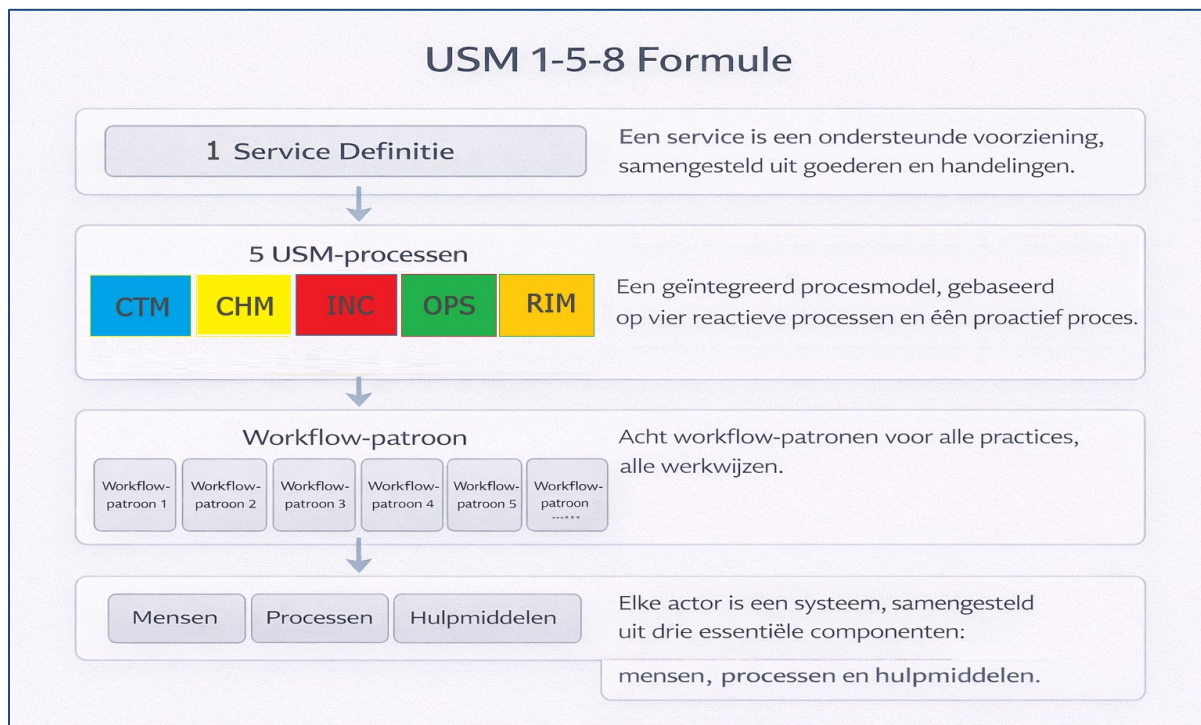 USM 1-5-8 Formule
1 Service Definitie
Een service is een ondersteunde voorziening,
samengesteld uit goederen en handelingen.
5 USM-processen
CTM CHM INC OPS RIM
Een geïntegreerd procesmodel, gebaseerd
op vier reactieve processen en één proactief proces.
Workflow-patroon
Workflow-
patroon 1
Workflow-
patroon 2
Workflow-
patroon 3
Workflow-
patroon 4
Workflow-
patroon 5
Workflow-
patroon
......
Acht workflow-patronen voor alle practices,
alle werkwijzen.
Mensen Processen Hulpmiddelen
Elke actor is een systeem, samengesteld
uit drie essentiële componenten:
mensen, processen en hulpmiddelen.